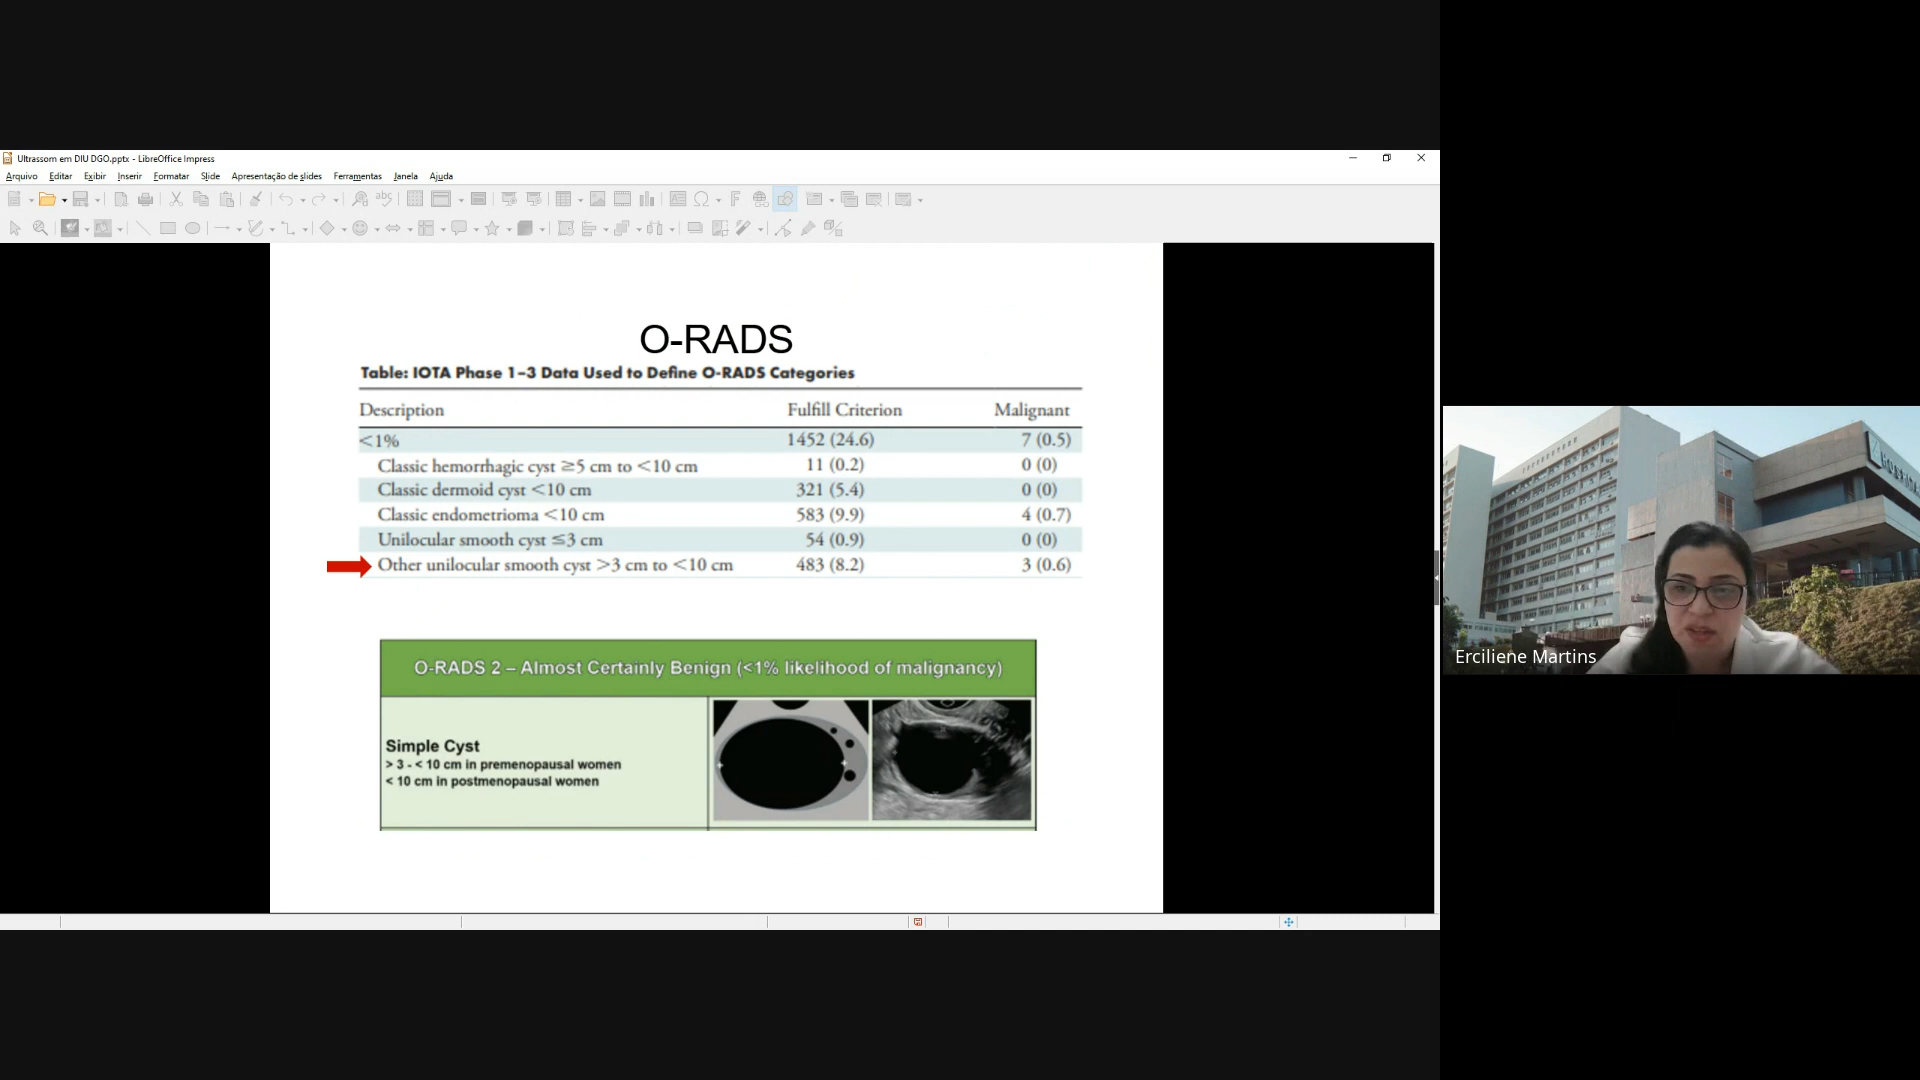 Ultrassom em DIU DGO.pptx - LibreOffice Impress
Arquivo Editar Exibir Inserir Formatar Slide Apresentação de slides Ferramentas Janela Ajuda
O-RADS
Table: IOTA Phase 1–3 Data Used to Define O-RADS Categories
Description Fulfill Criterion Malignant
<1% 1452 (24.6) 7 (0.5)
Classic hemorrhagic cyst ≥5 cm to <10 cm 11 (0.2) 0 (0)
Classic dermoid cyst <10 cm 321 (5.4) 0 (0)
Classic endometrioma <10 cm 583 (9.9) 4 (0.7)
Unilocular smooth cyst ≤3 cm 54 (0.9) 0 (0)
Other unilocular smooth cyst >3 cm to <10 cm 483 (8.2) 3 (0.6)
O-RADS 2 – Almost Certainly Benign (<1% likelihood of malignancy)
Simple Cyst
> 3 - < 10 cm in premenopausal women
< 10 cm in postmenopausal women
Erciliene Martins